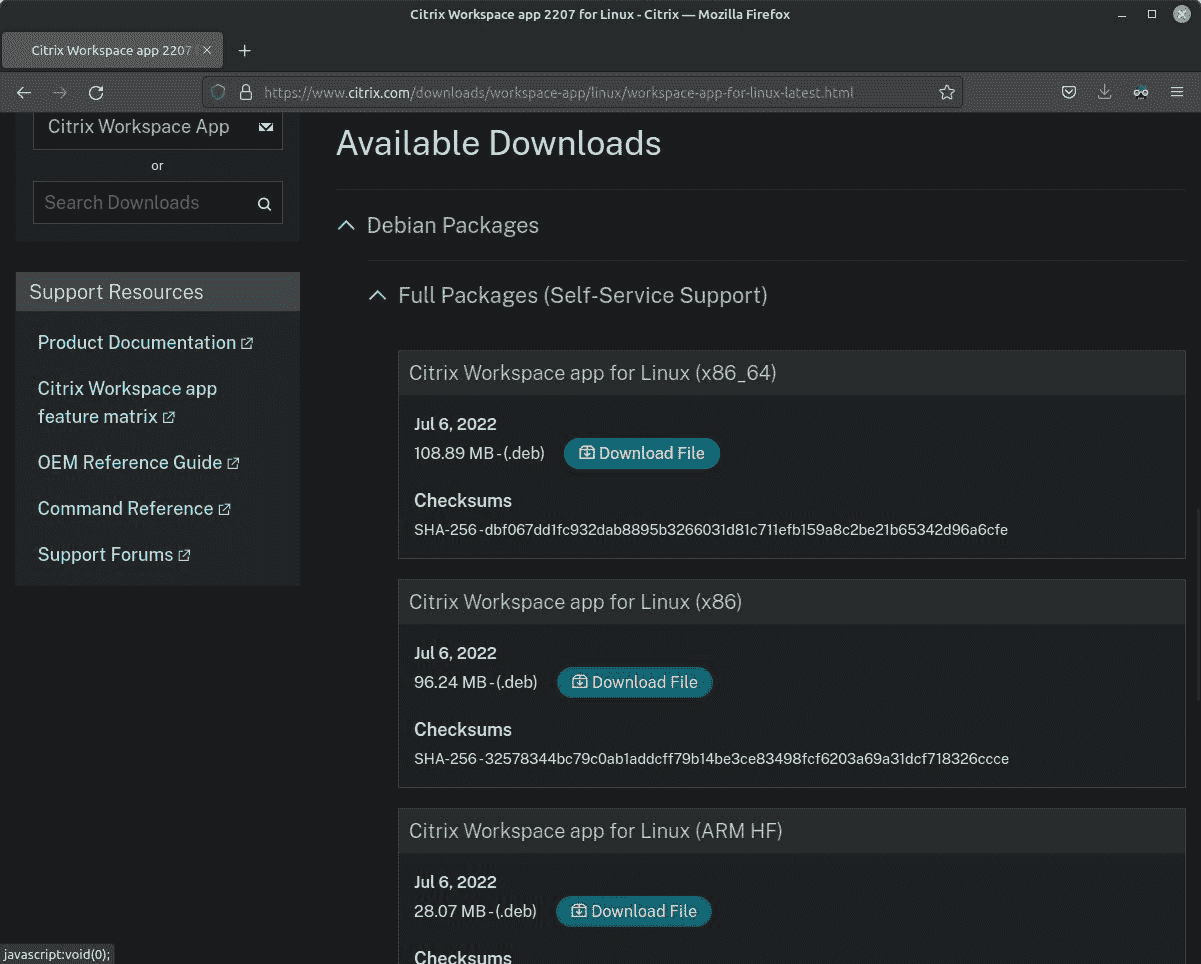 Citrix Workspace app 2207 for Linux - Citrix — Mozilla Firefox
Citrix Workspace app 2207
https://www.citrix.com/downloads/workspace-app/linux/workspace-app-for-linux-latest.html
Citrix Workspace App
or
Search Downloads
Support Resources
Product Documentation
Citrix Workspace app
feature matrix
OEM Reference Guide
Command Reference
Support Forums
Available Downloads
Debian Packages
Full Packages (Self-Service Support)
Citrix Workspace app for Linux (x86_64)
Jul 6, 2022
108.89 MB - (.deb) Download File
Checksums
SHA-256 - dbf067dd1fc932dab8895b3266031d81c711efb159a8c2be21b65342d96a6cfe
Citrix Workspace app for Linux (x86)
Jul 6, 2022
96.24 MB - (.deb) Download File
Checksums
SHA-256 - 32578344bc79c0ab1addcff79b14be3ce83498fcf6203a69a31dcf718326ccce
Citrix Workspace app for Linux (ARM HF)
Jul 6, 2022
28.07 MB - (.deb) Download File
Checksums
javascript:void(0);